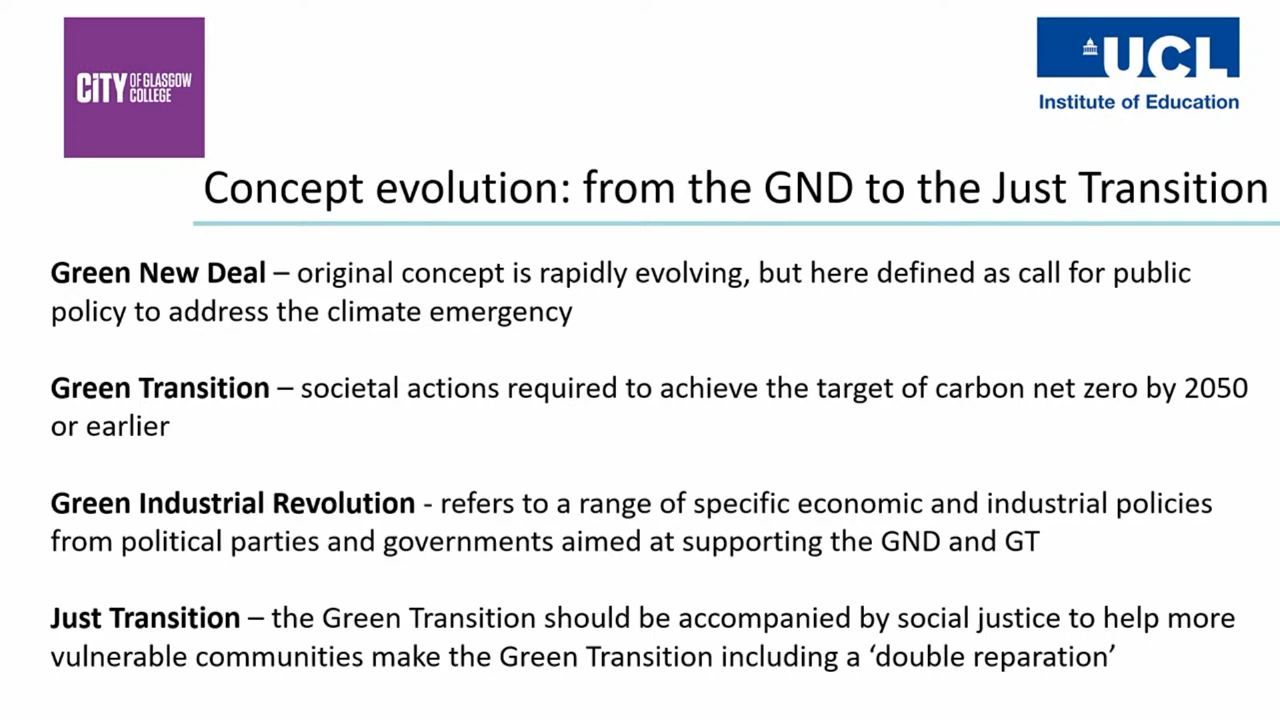 CITY OF GLASGOW
COLLEGE
UCL
Institute of Education
Concept evolution: from the GND to the Just Transition
Green New Deal – original concept is rapidly evolving, but here defined as call for public
policy to address the climate emergency
Green Transition – societal actions required to achieve the target of carbon net zero by 2050
or earlier
Green Industrial Revolution - refers to a range of specific economic and industrial policies
from political parties and governments aimed at supporting the GND and GT
Just Transition – the Green Transition should be accompanied by social justice to help more
vulnerable communities make the Green Transition including a ‘double reparation’